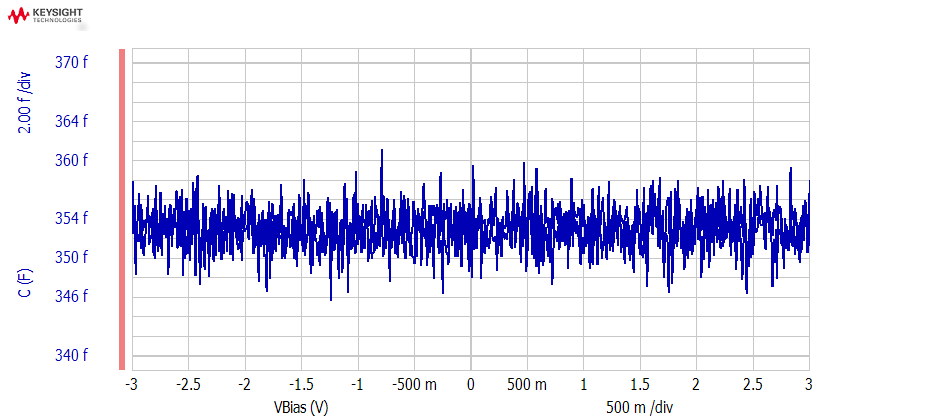 KEYSIGHT
TECHNOLOGIES
2.00 f /div
C (F)
370 f
364 f
360 f
354 f
350 f
346 f
340 f
-3 -2.5 -2 -1.5 -1 -500 m 0 500 m 1 1.5 2 2.5 3
VBias (V) 500 m /div